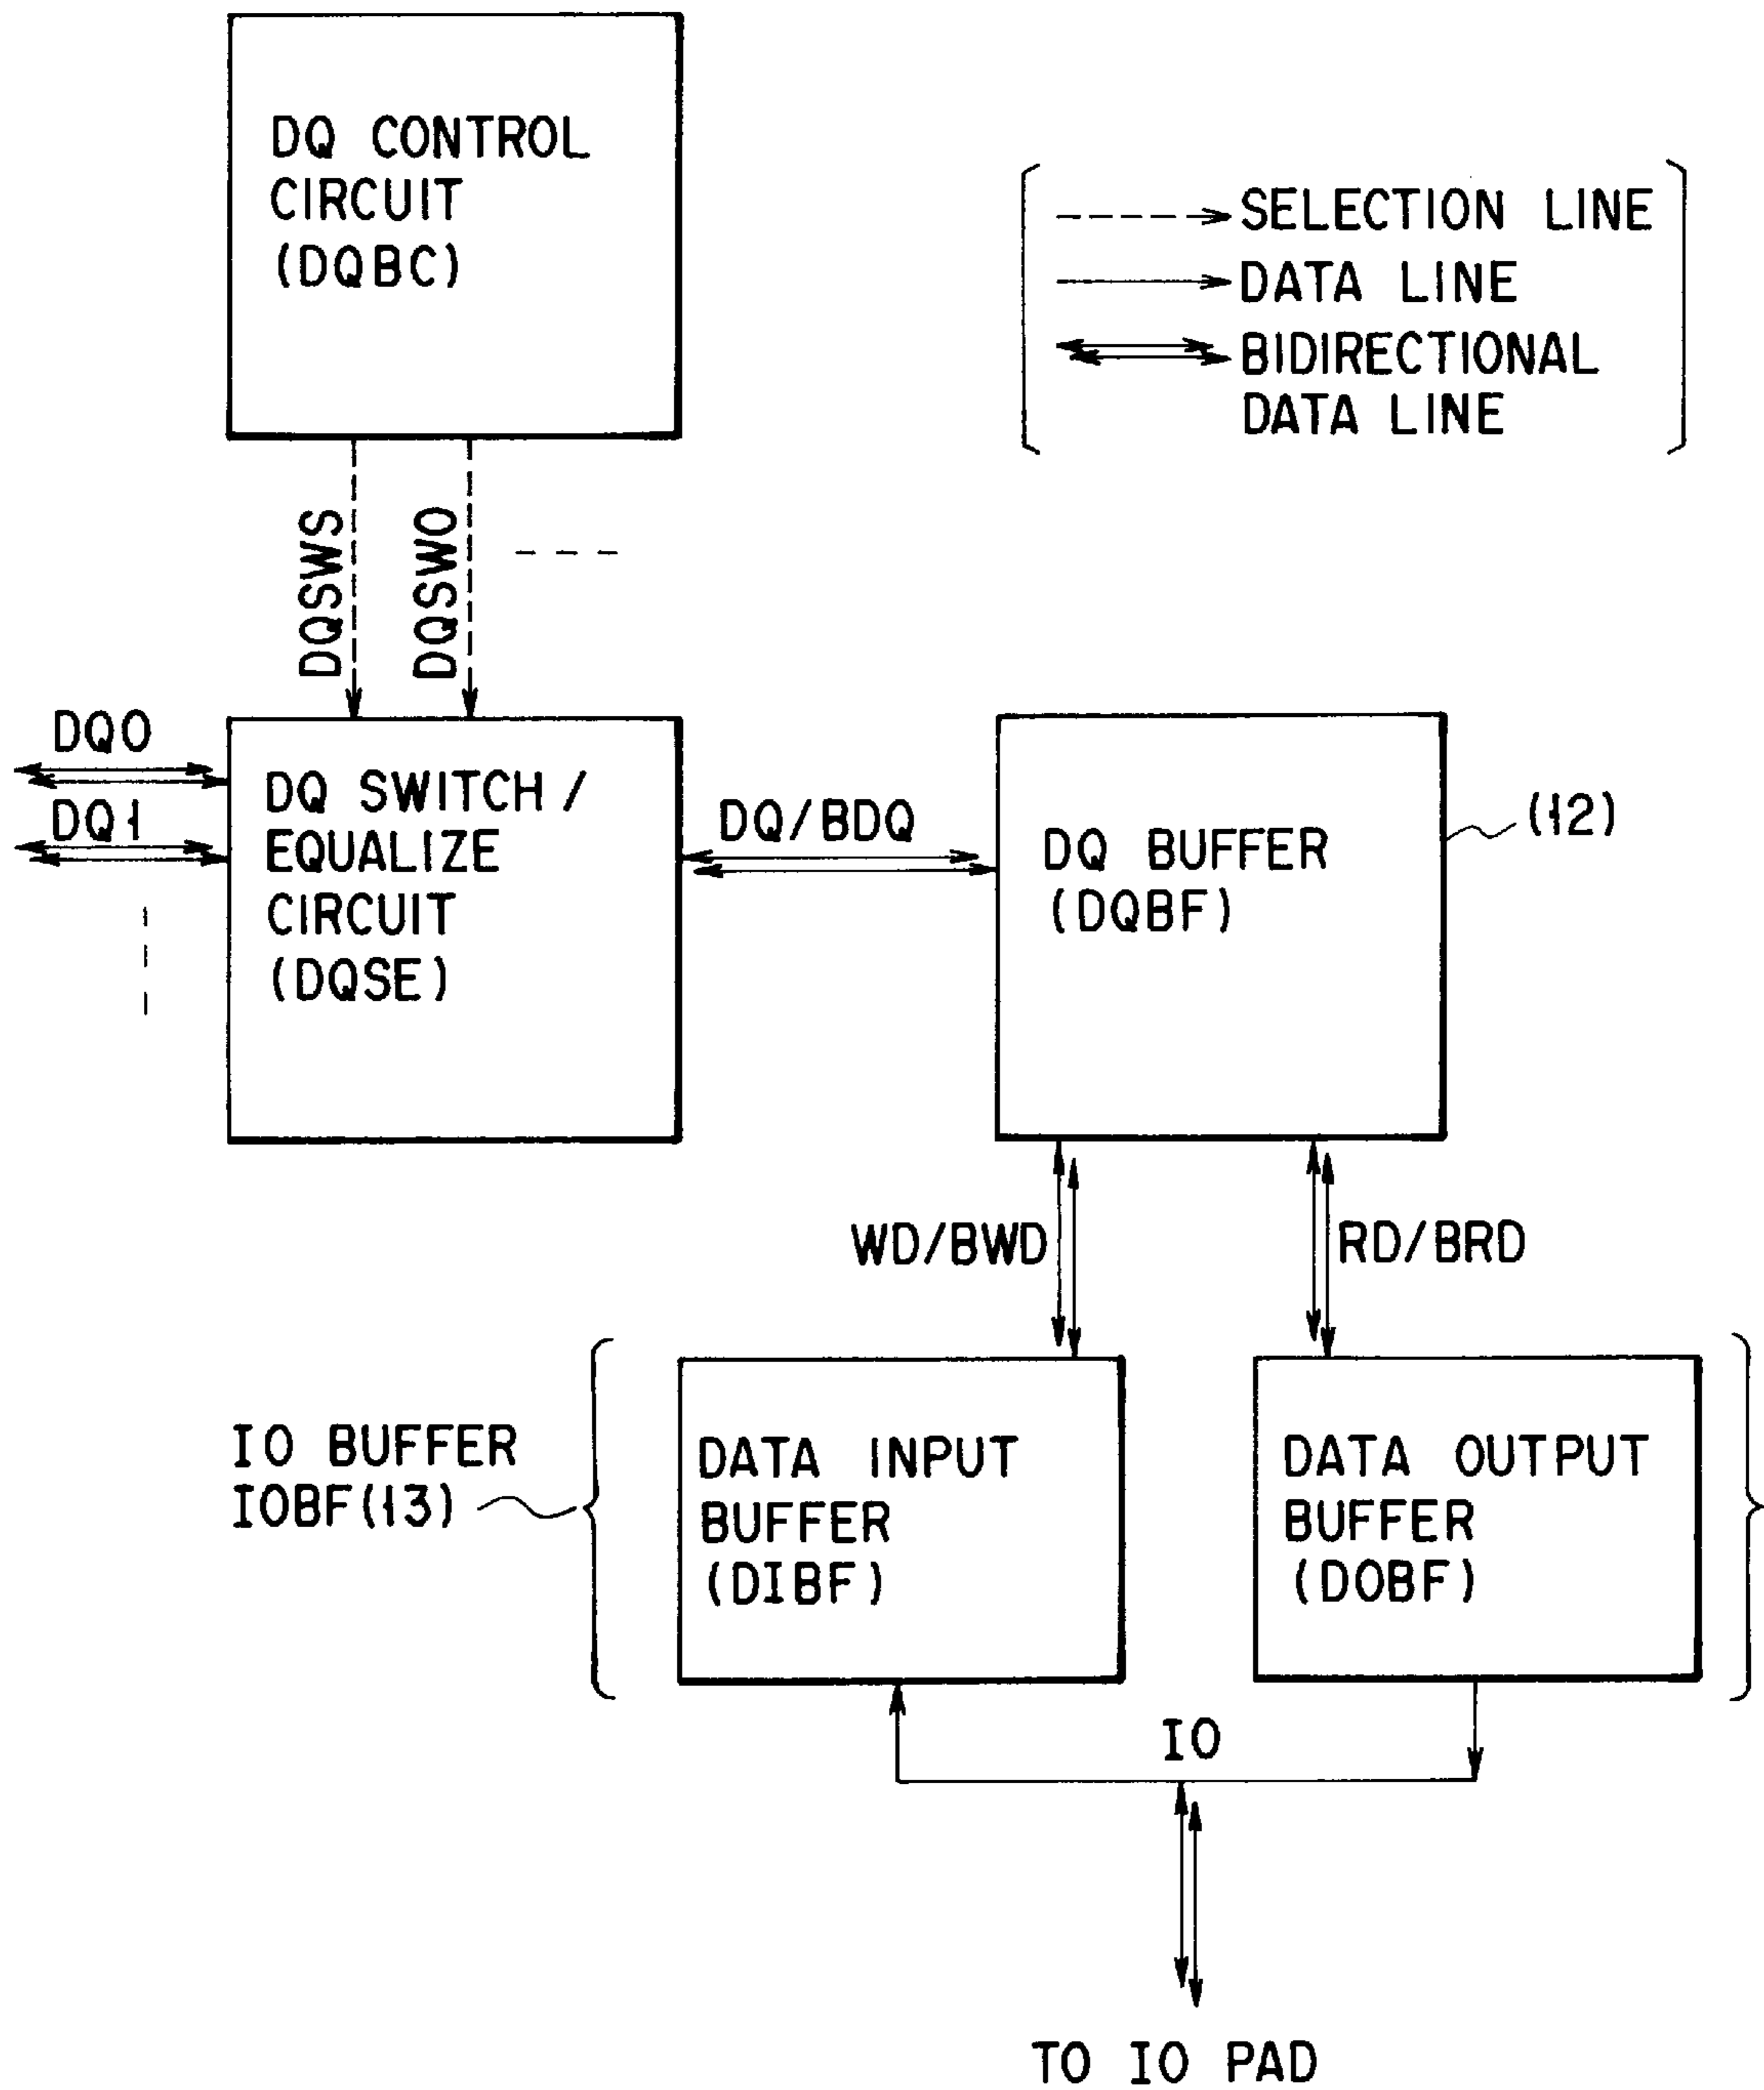 DQ CONTROL
CIRCUIT
(DQBC)
SELECTION LINE
DATA LINE
BIDIRECTIONAL
DATA LINE
DQSWS
DQSW0
DQ0
DQ1
DQ SWITCH/
EQUALIZE
CIRCUIT
(DQSE)
DQ/BDQ
DQ BUFFER
(DQBF)
(12)
WD/BWD
RD/BRD
IO BUFFER
IOBF(13)
DATA INPUT
BUFFER
(DIBF)
DATA OUTPUT
BUFFER
(DOBF)
IO
TO IO PAD